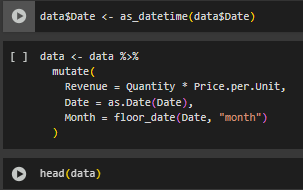 data$Date <- as_datetime(data$Date)
[ ] data <- data %>%
mutate(
Revenue = Quantity * Price.per.Unit,
Date = as.Date(Date),
Month = floor_date(Date, "month")
)
head(data)